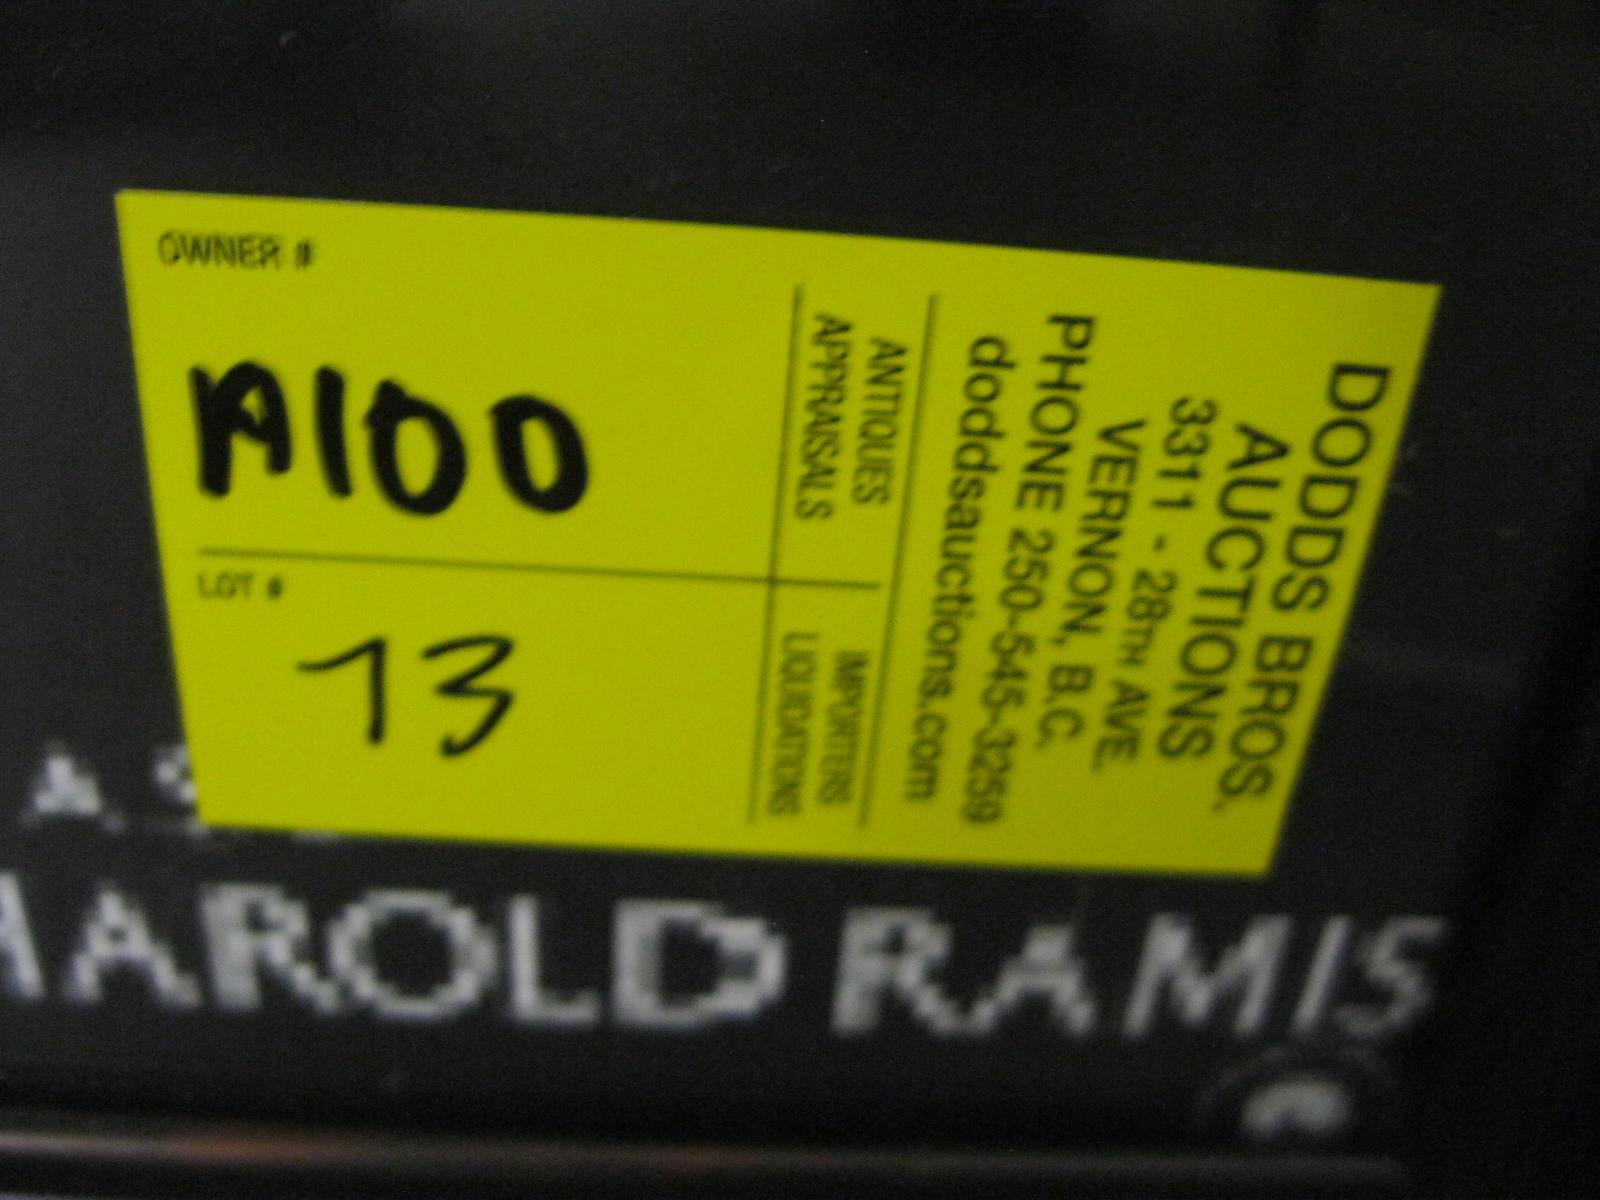 OWNER #
A100
LOT #
13
ANTIQUES
APPRAISALS
IMPORTERS
LIQUIDATIONS
DODDS BROS.
AUCTIONS
3311 - 28TH AVE.
VERNON, B.C.
PHONE 250-545-3259
doddsauctions.com
HAROLD RAMIS